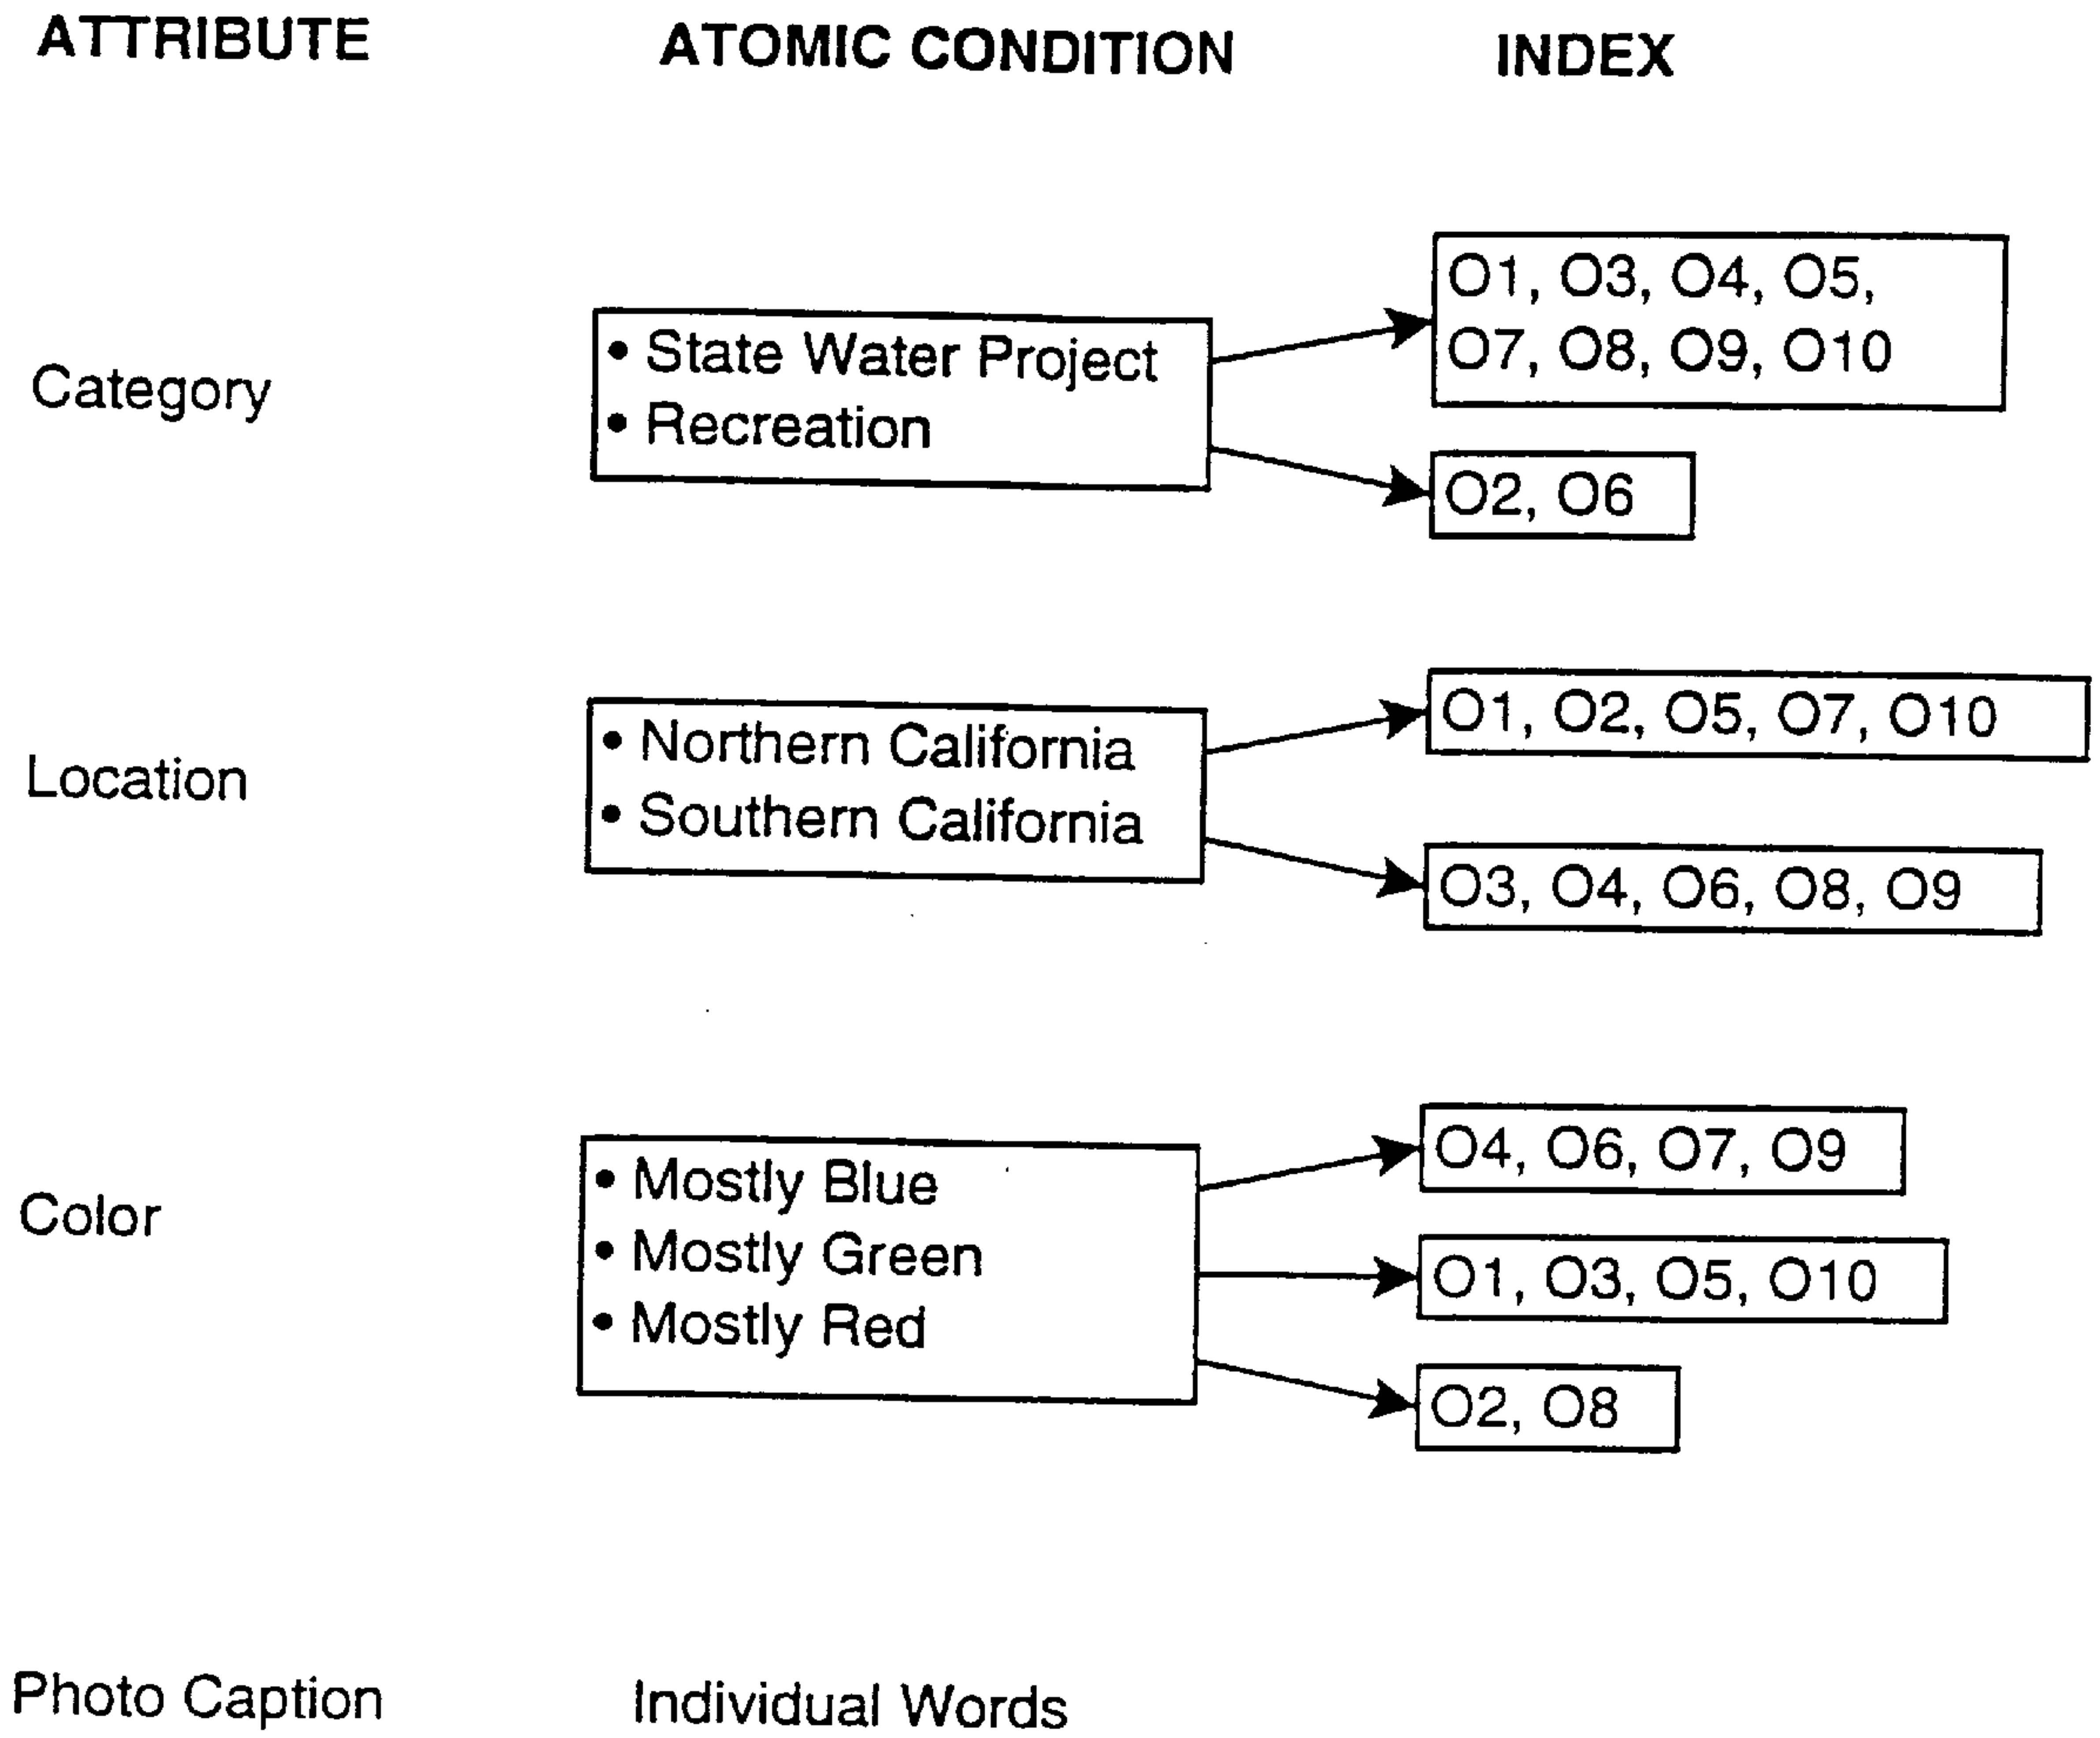 ATTRIBUTE ATOMIC CONDITION INDEX
Category
• State Water Project
• Recreation
O1, O3, O4, O5,
O7, O8, O9, O10
O2, O6
Location
• Northern California
• Southern California
O1, O2, O5, O7, O10
O3, O4, O6, O8, O9
Color
• Mostly Blue
• Mostly Green
• Mostly Red
O4, O6, O7, O9
O1, O3, O5, O10
O2, O8
Photo Caption Individual Words